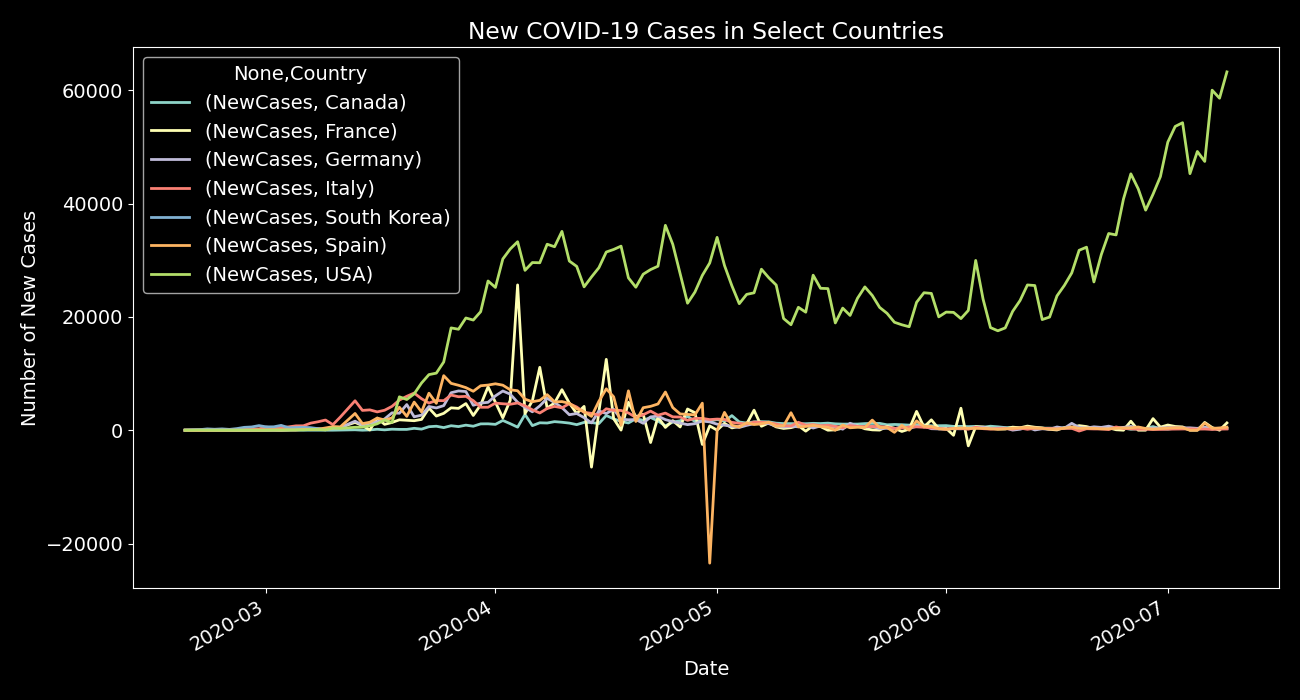 New COVID-19 Cases in Select Countries
None,Country
(NewCases, Canada)
(NewCases, France)
(NewCases, Germany)
(NewCases, Italy)
(NewCases, South Korea)
(NewCases, Spain)
(NewCases, USA)
Number of New Cases
60000
40000
20000
0
−20000
2020-03
2020-04
2020-05
2020-06
2020-07
Date